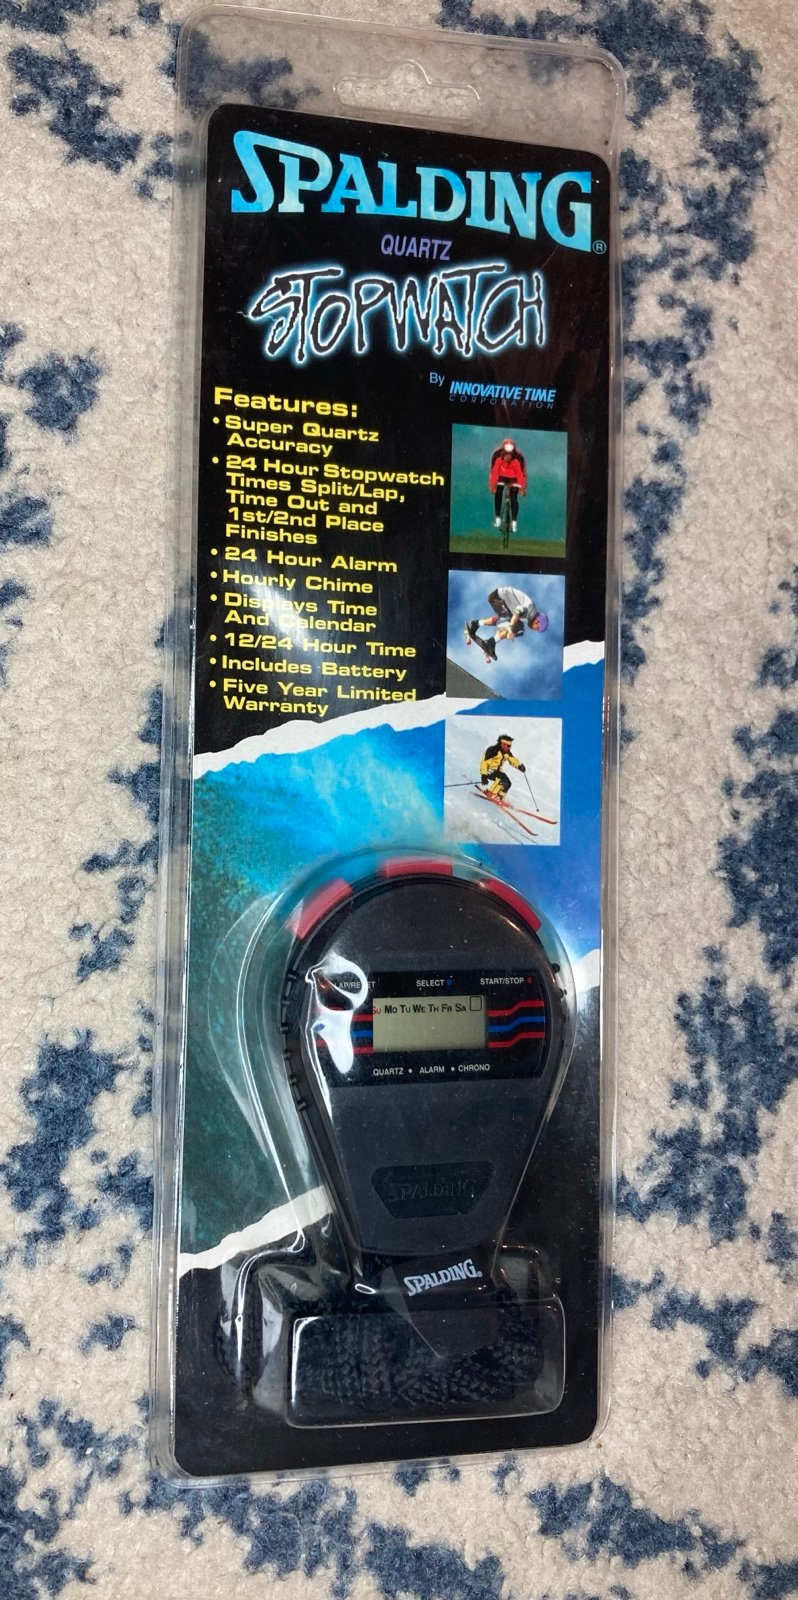 SPALDING®
QUARTZ
STOPWATCH
By INNOVATIVE TIME
CORPORATION
Features:
• Super Quartz
Accuracy
• 24 Hour Stopwatch
Times Split/Lap,
Time Out and
1st/2nd Place
Finishes
• 24 Hour Alarm
• Hourly Chime
• Displays Time
And Calendar
• 12/24 Hour Time
• Includes Battery
• Five Year Limited
Warranty
LAP/RESET SELECT START/STOP
SU MO TU WE TH FR SA
QUARTZ • ALARM • CHRONO
SPALDING
SPALDING®